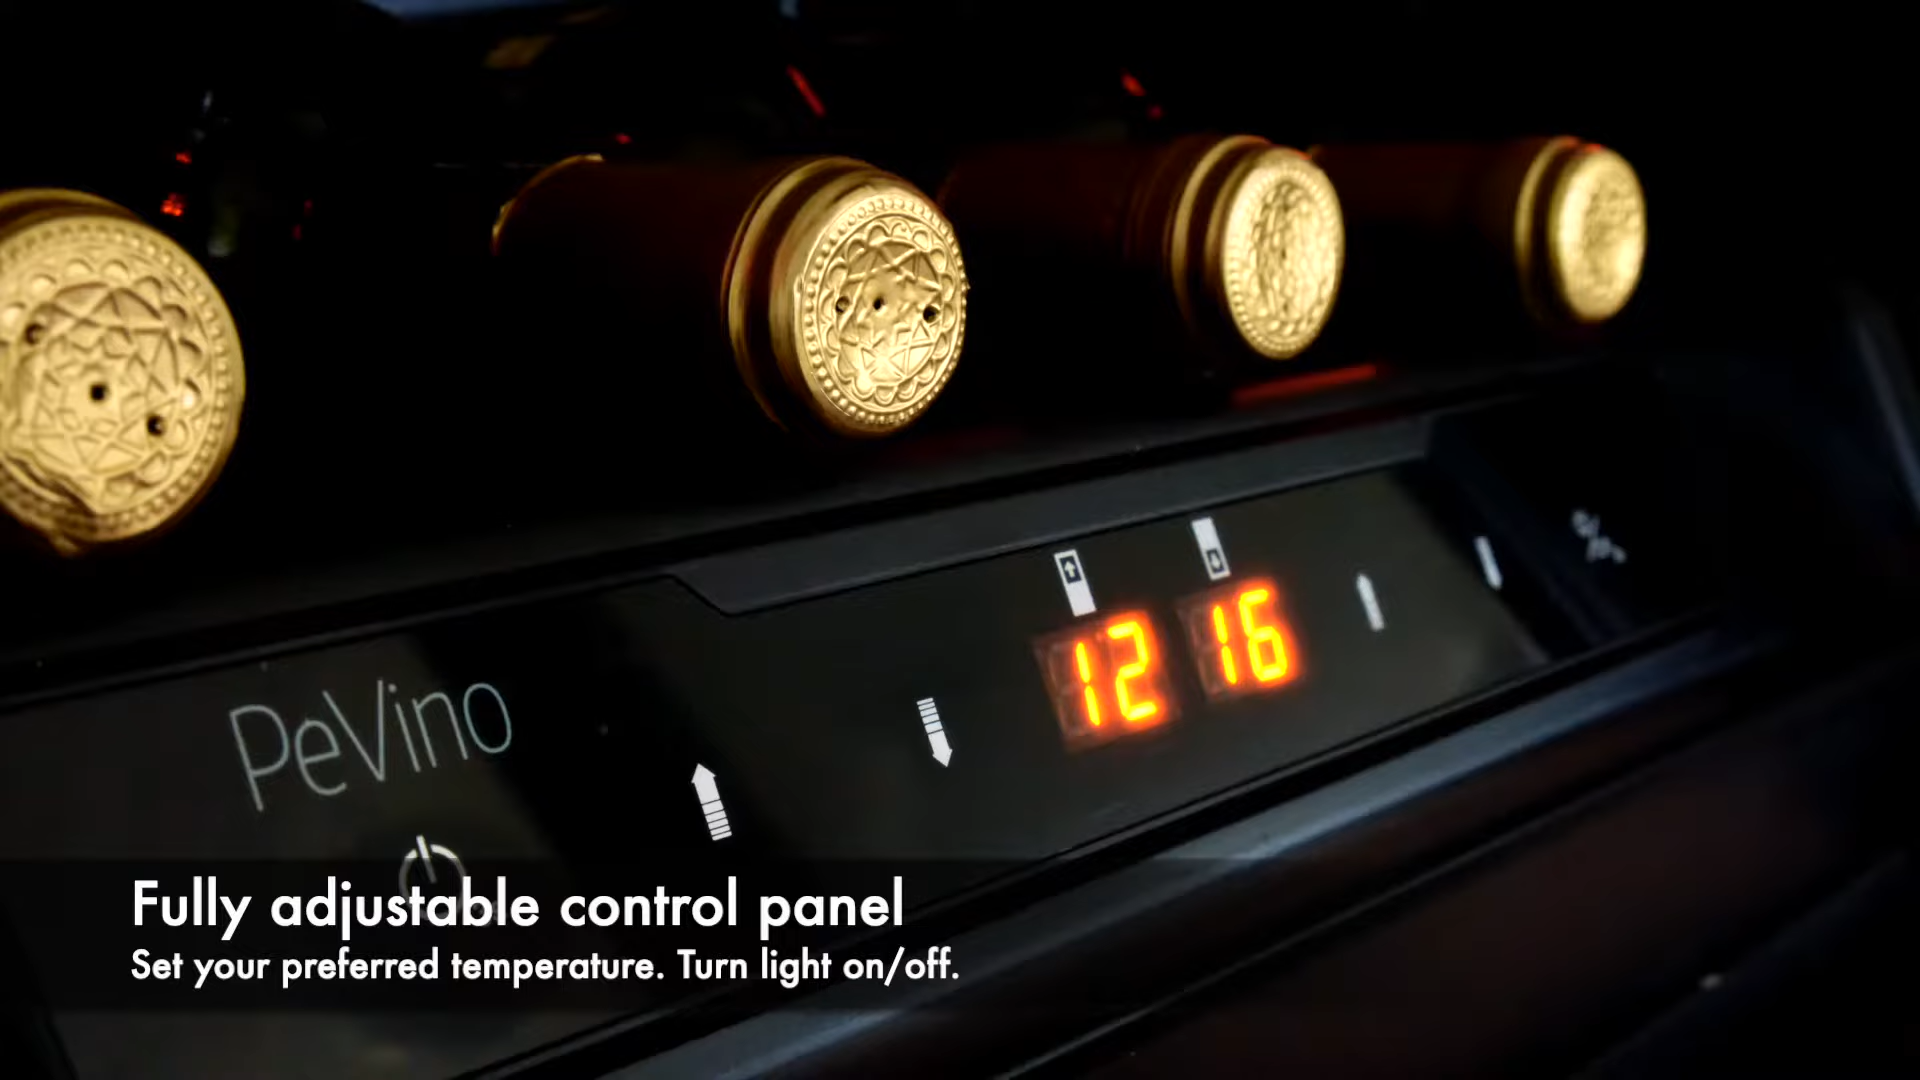 12 16
PeVino
Fully adjustable control panel
Set your preferred temperature. Turn light on/off.